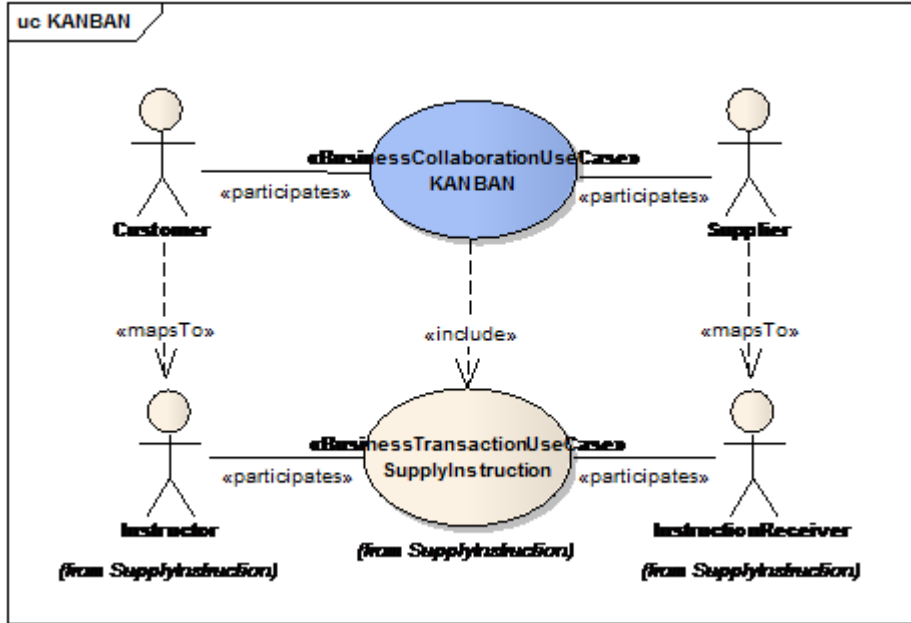 uc KANBAN
«BusinessCollaborationUseCase»
KANBAN
«participates»
«participates»
Customer
Supplier
«mapsTo»
«include»
«mapsTo»
«BusinessTransactionUseCase»
SupplyInstruction
«participates»
«participates»
Instructor
InstructionReceiver
(from SupplyInstruction)
(from SupplyInstruction)
(from SupplyInstruction)